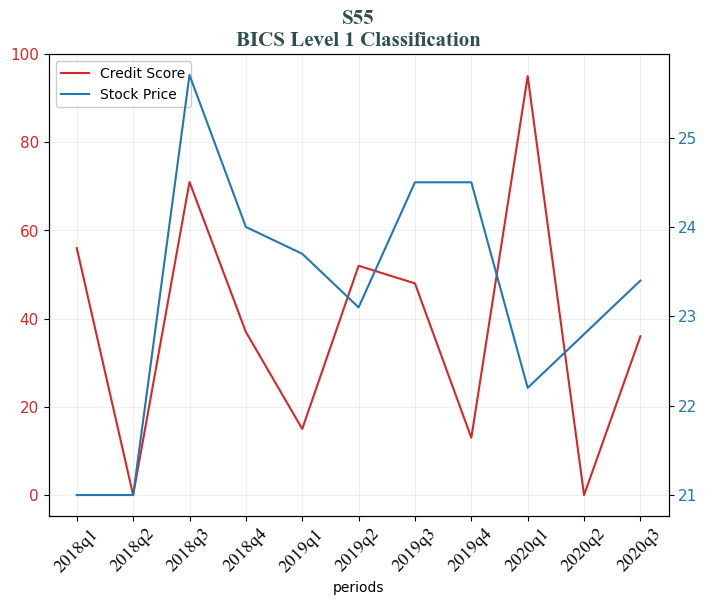 S55
BICS Level 1 Classification
Credit Score
Stock Price
100
80
60
40
20
0
25
24
23
22
21
2018q1
2018q2
2018q3
2018q4
2019q1
2019q2
2019q3
2019q4
2020q1
2020q2
2020q3
periods